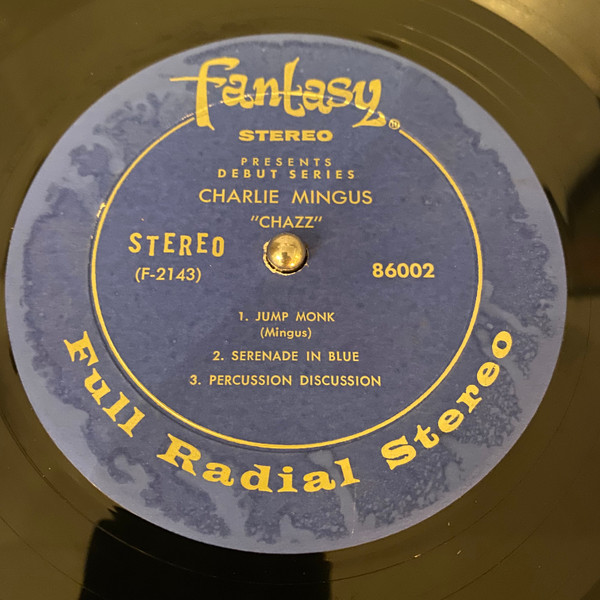 Fantasy®
STEREO
PRESENTS
DEBUT SERIES
CHARLIE MINGUS
"CHAZZ"
STEREO
(F-2143)
86002
1. JUMP MONK
(Mingus)
2. SERENADE IN BLUE
3. PERCUSSION DISCUSSION
Full Radial Stereo